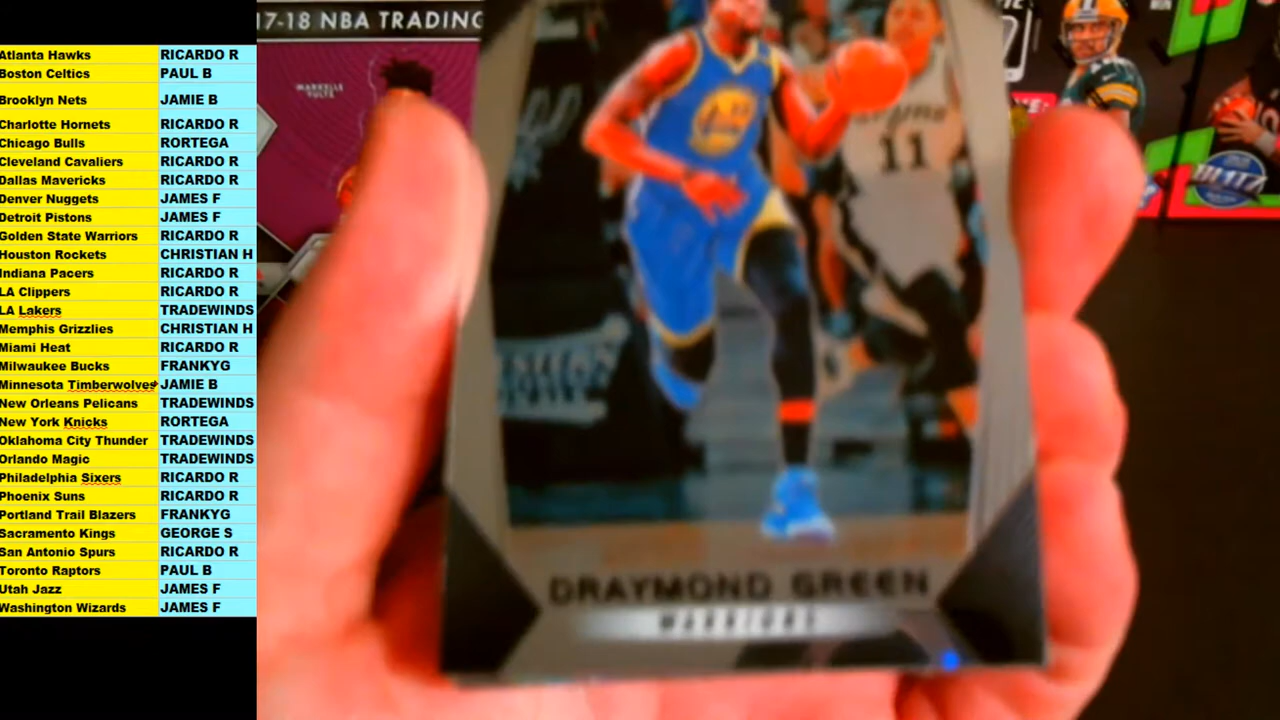 Atlanta Hawks RICARDO R
Boston Celtics PAUL B
Brooklyn Nets JAMIE B
Charlotte Hornets RICARDO R
Chicago Bulls RORTEGA
Cleveland Cavaliers RICARDO R
Dallas Mavericks RICARDO R
Denver Nuggets JAMES F
Detroit Pistons JAMES F
Golden State Warriors RICARDO R
Houston Rockets CHRISTIAN H
Indiana Pacers RICARDO R
LA Clippers RICARDO R
LA Lakers TRADEWINDS
Memphis Grizzlies CHRISTIAN H
Miami Heat RICARDO R
Milwaukee Bucks FRANKYG
Minnesota Timberwolves JAMIE B
New Orleans Pelicans TRADEWINDS
New York Knicks RORTEGA
Oklahoma City Thunder TRADEWINDS
Orlando Magic TRADEWINDS
Philadelphia Sixers RICARDO R
Phoenix Suns RICARDO R
Portland Trail Blazers FRANKYG
Sacramento Kings GEORGE S
San Antonio Spurs RICARDO R
Toronto Raptors PAUL B
Utah Jazz JAMES F
Washington Wizards JAMES F
17-18 NBA TRADING
MARKELLE
FULTZ
11
DRAYMOND GREEN
WARRIORS